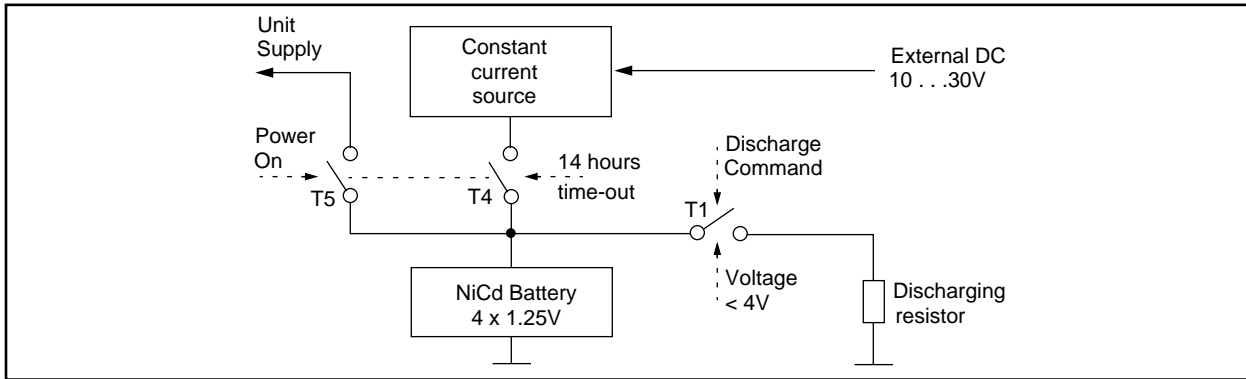 Unit
Supply
Constant
current
source
External DC
10 . . .30V
Power
On
T5
T4
14 hours
time-out
Discharge
Command
T1
Voltage
< 4V
NiCd Battery
4 x 1.25V
Discharging
resistor